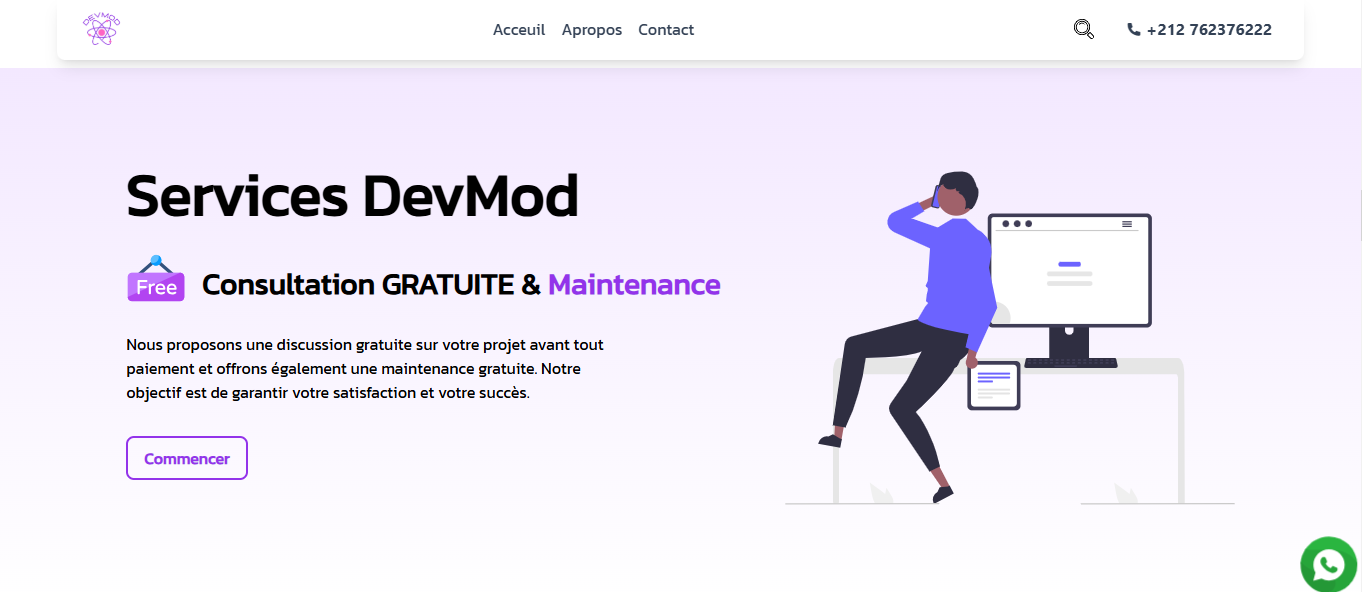 DEVMOD
Acceuil Apropos Contact
+212 762376222
Services DevMod
Free
Consultation GRATUITE & Maintenance
Nous proposons une discussion gratuite sur votre projet avant tout
paiement et offrons également une maintenance gratuite. Notre
objectif est de garantir votre satisfaction et votre succès.
Commencer